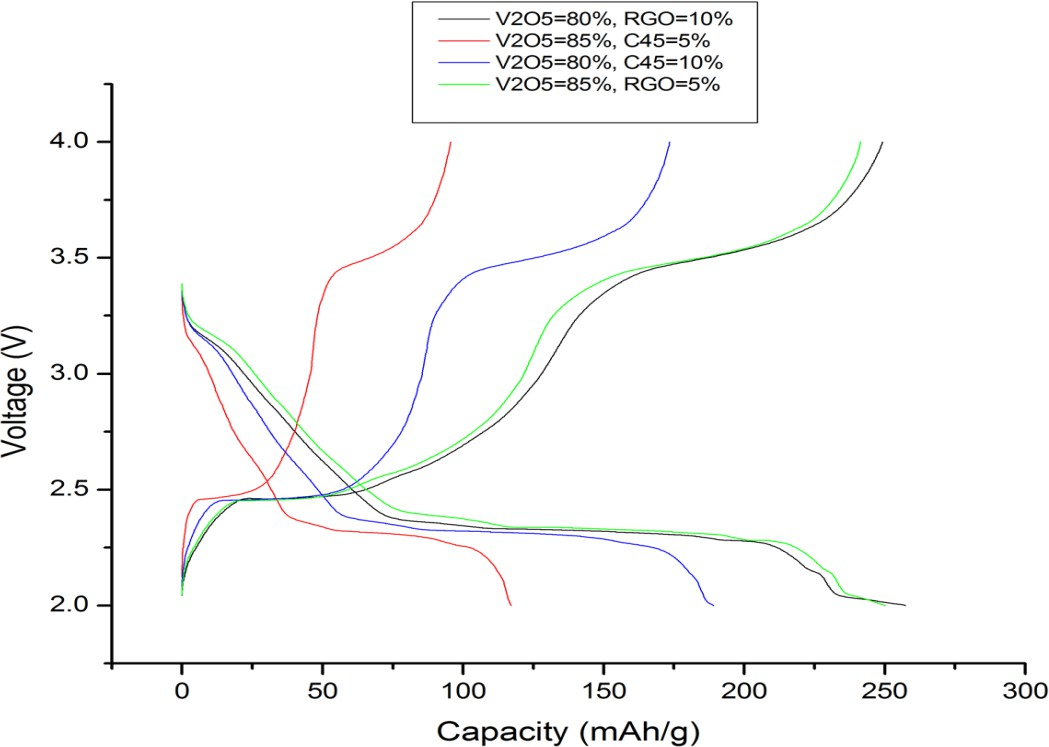 V2O5=80%, RGO=10%
V2O5=85%, C45=5%
V2O5=80%, C45=10%
V2O5=85%, RGO=5%
4.0
3.5
3.0
2.5
2.0
Voltage (V)
0 50 100 150 200 250 300
Capacity (mAh/g)